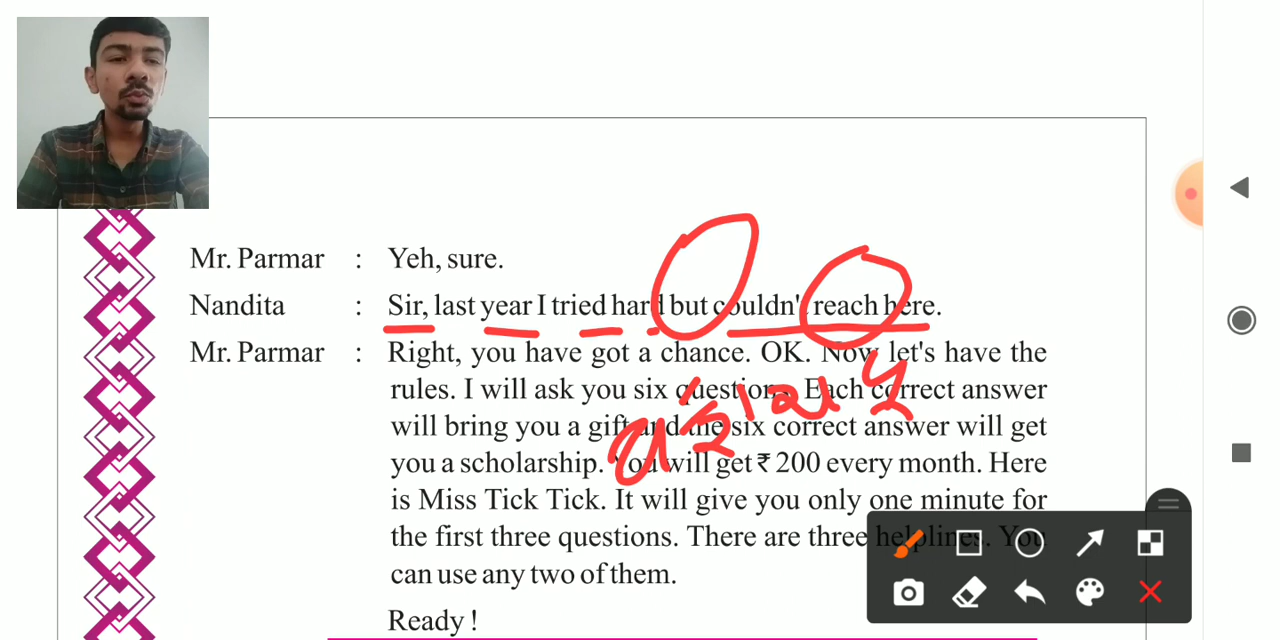 Mr. Parmar : Yeh, sure.
Nandita : Sir, last year I tried hard but couldn't reach here.
Mr. Parmar : Right, you have got a chance. OK. Now let's have the
rules. I will ask you six questions. Each correct answer
will bring you a gift and the six correct answer will get
you a scholarship. You will get ₹ 200 every month. Here
is Miss Tick Tick. It will give you only one minute for
the first three questions. There are three helplines. You
can use any two of them.
Ready !